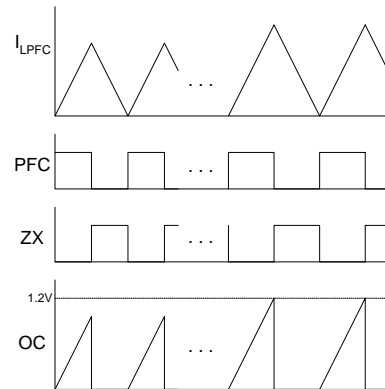 I_LPFC
. . .
PFC
. . .
ZX
. . .
1.2V
OC
. . .